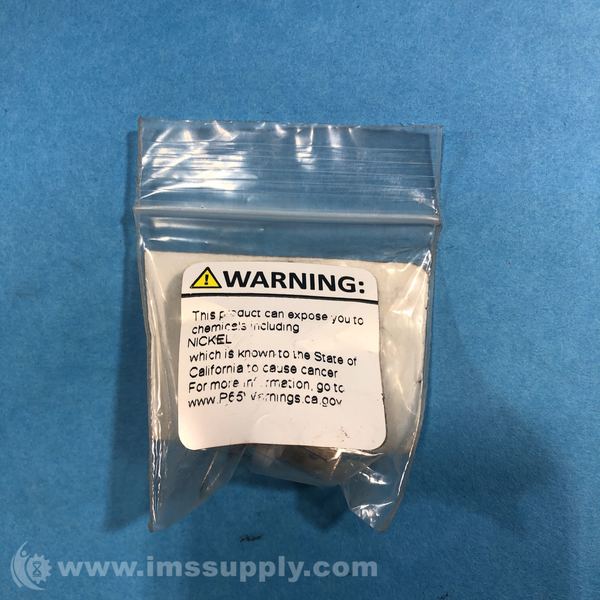 WARNING:
This product can expose you to
chemicals including
NICKEL
which is known to the State of
California to cause cancer
For more information, go to
www.P65Warnings.ca.gov
www.imssupply.com